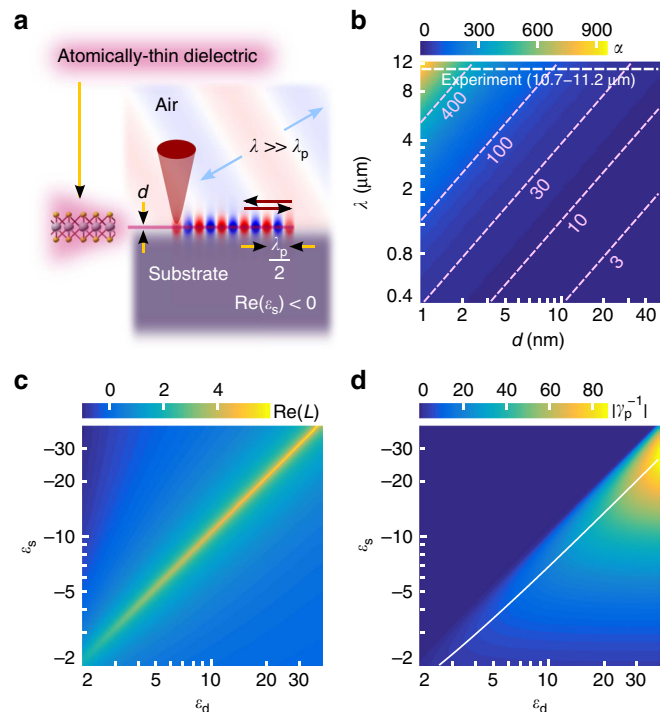 a
Atomically-thin dielectric
Air
λ >> λp
d
λp
2
Substrate
Re(εs) < 0
b
0 300 600 900
α
Experiment (10.7–11.2 μm)
400
100
30
10
3
λ (μm)
12
8
4
2
0.8
0.4
1 2 5 10 20 40
d (nm)
c
0 2 4
Re(L)
εs
–30
–20
–10
–5
–2
2 5 10 20 30
εd
d
0 20 40 60 80
|γp⁻¹|
εs
–30
–20
–10
–5
–2
2 5 10 20 30
εd